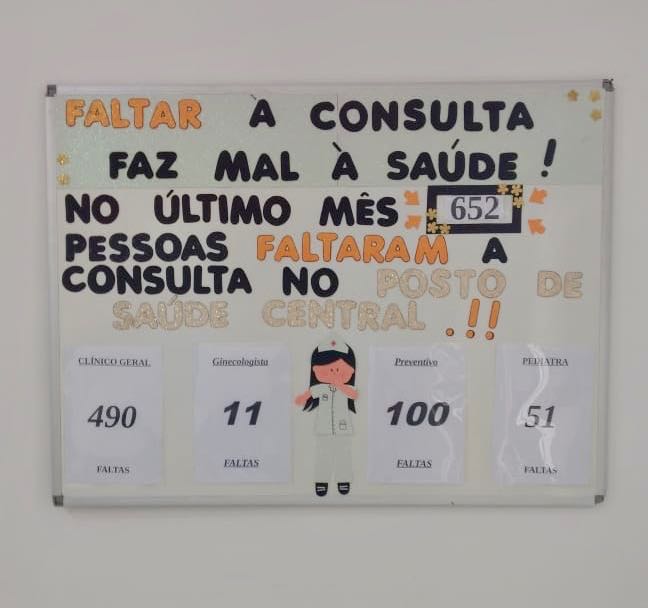 FALTAR À CONSULTA
FAZ MAL À SAÚDE!
NO ÚLTIMO MÊS 652
PESSOAS FALTARAM A
CONSULTA NO POSTO DE
SAÚDE CENTRAL .!!
CLÍNICO GERAL
490
FALTAS
Ginecologista
11
FALTAS
Preventivo
100
FALTAS
PEDIATRA
51
FALTAS